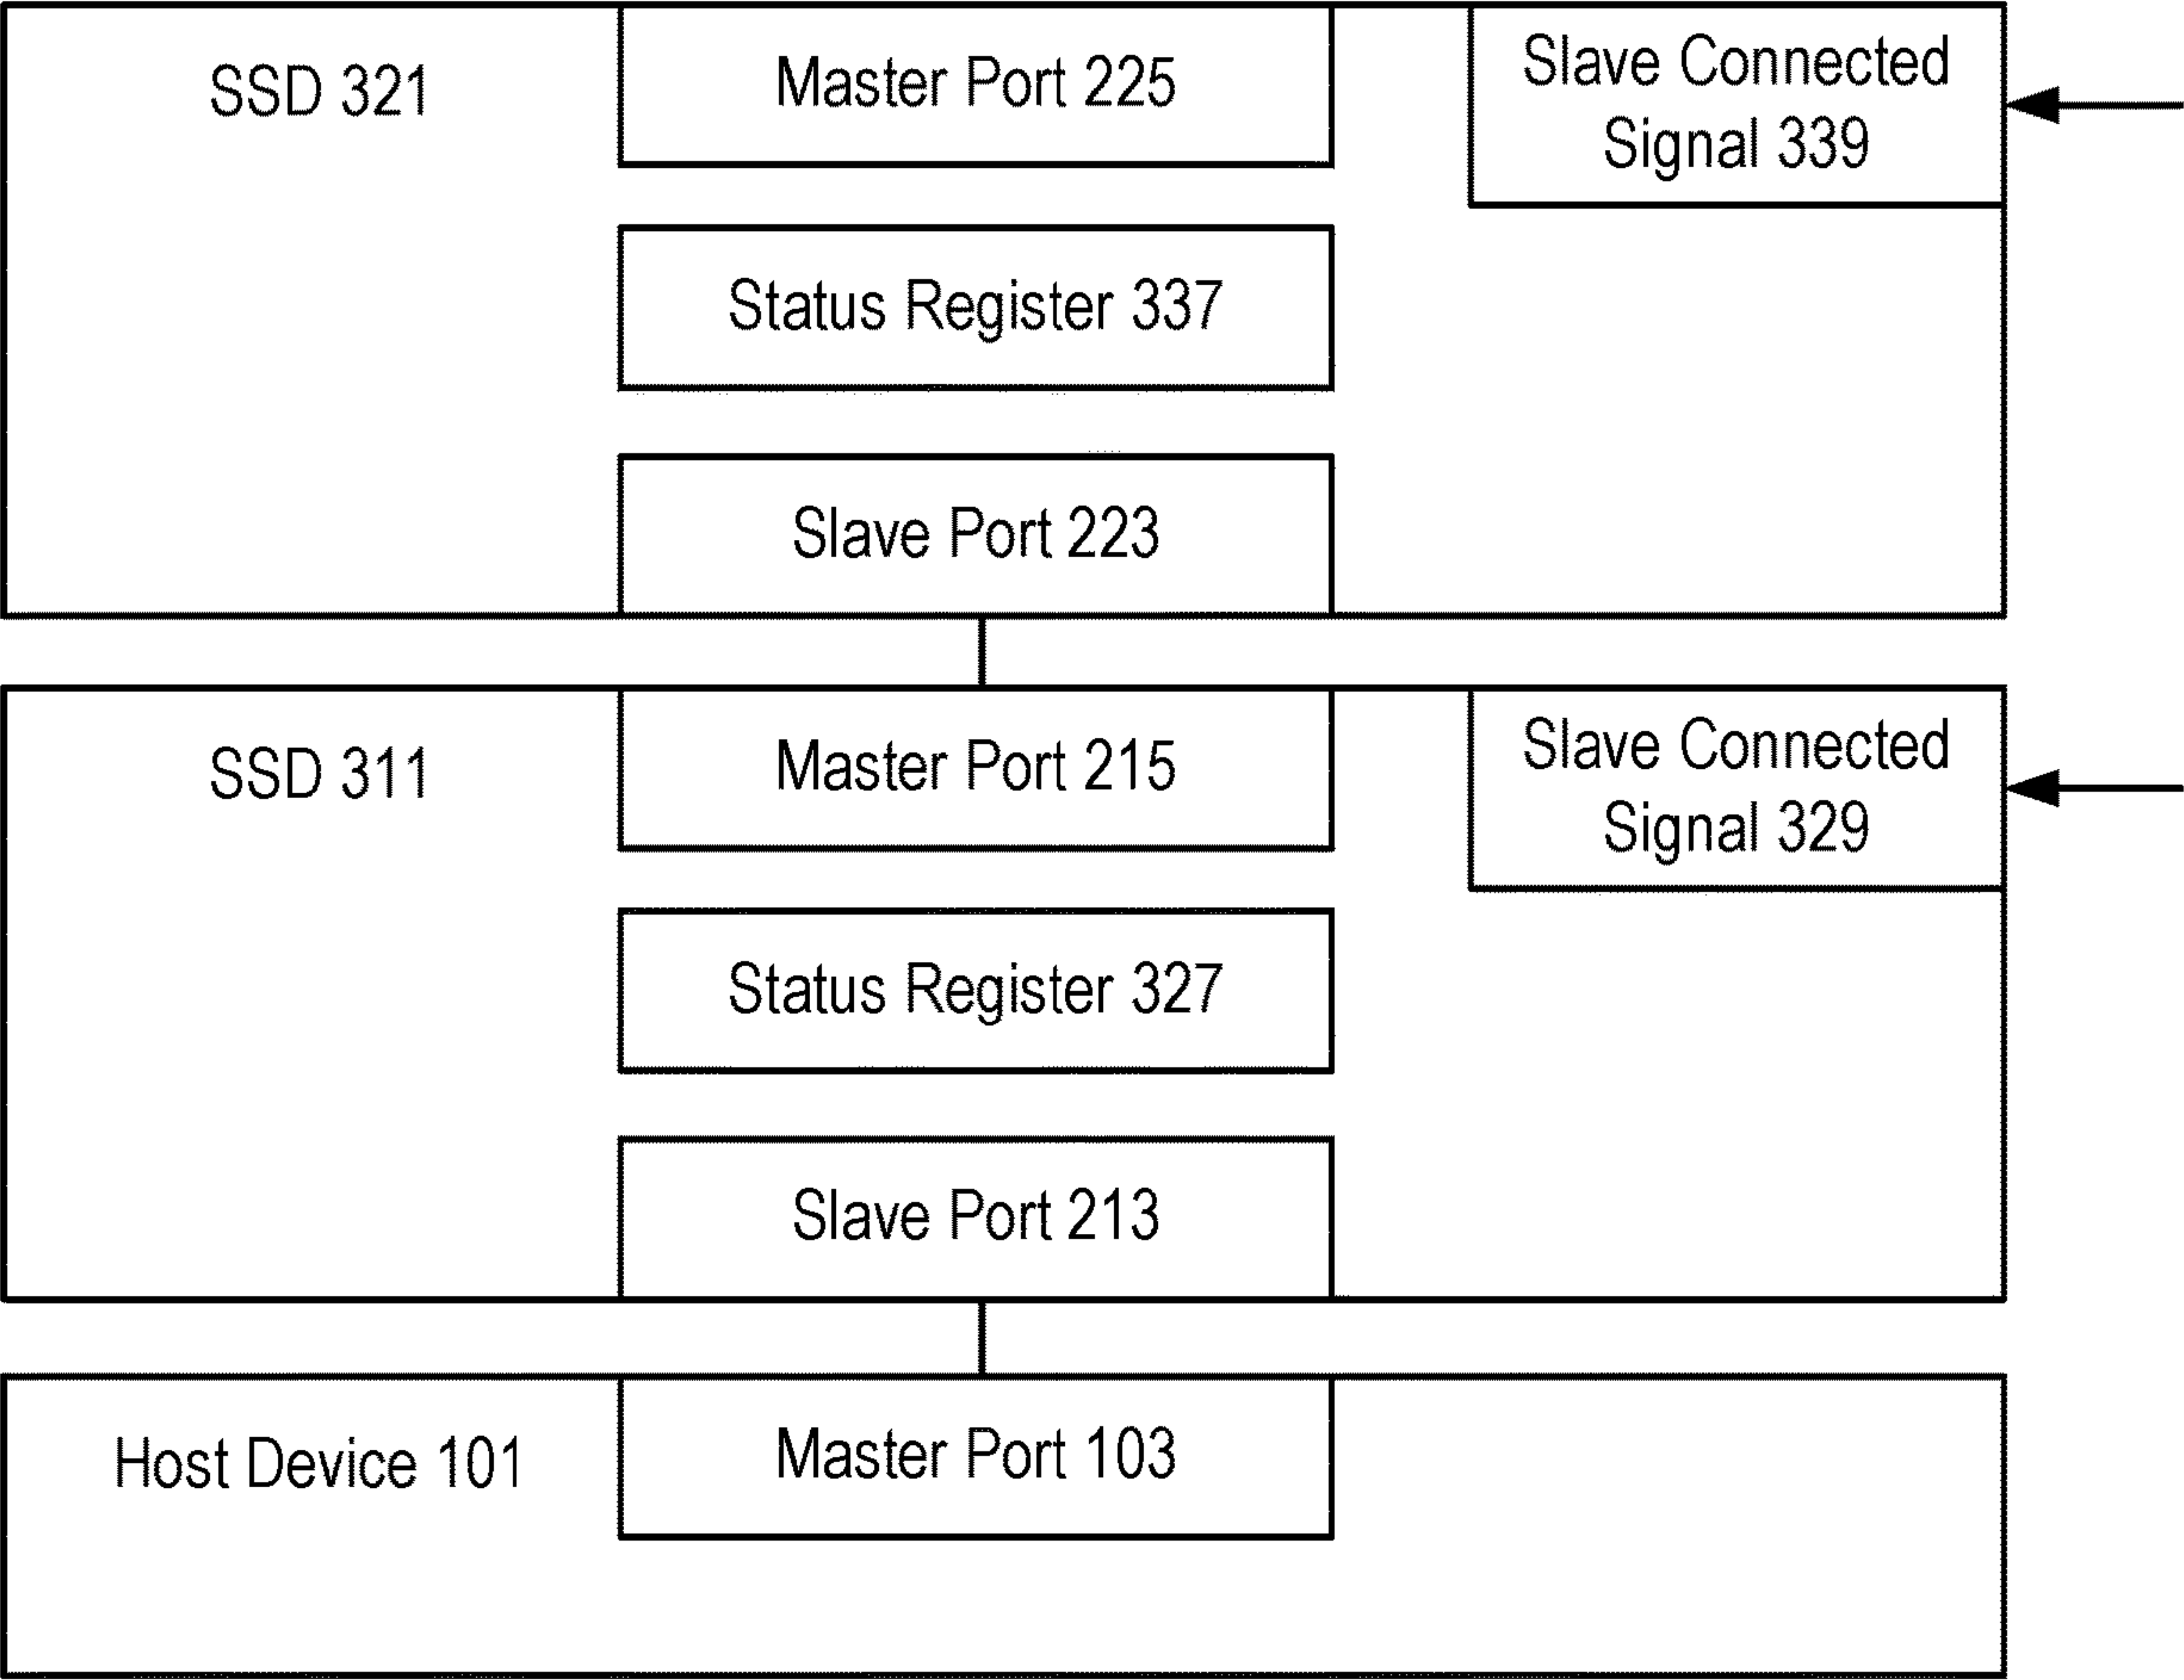 SSD 321
Master Port 225
Slave Connected
Signal 339
Status Register 337
Slave Port 223
SSD 311
Master Port 215
Slave Connected
Signal 329
Status Register 327
Slave Port 213
Host Device 101
Master Port 103